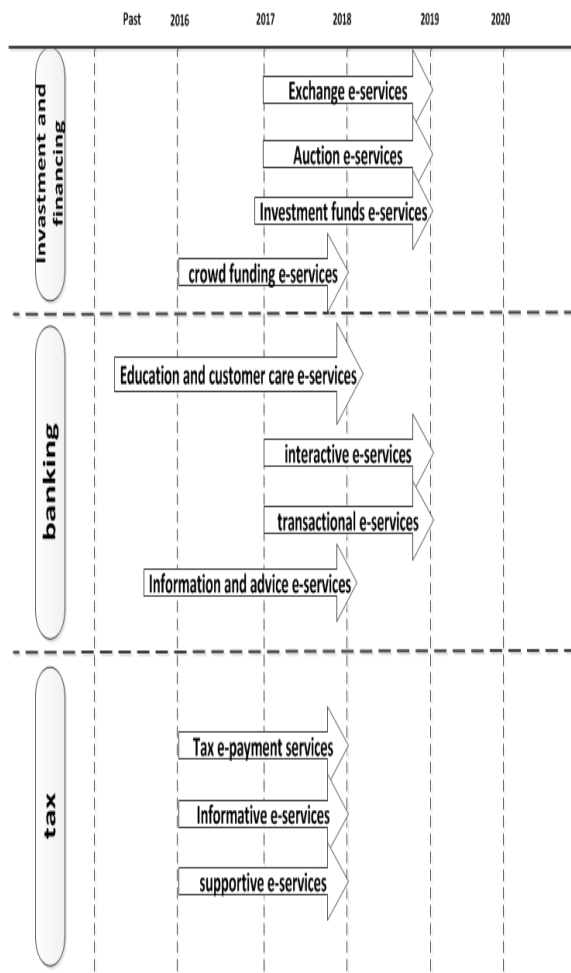 Past 2016 2017 2018 2019 2020
Invastment and
financing
Exchange e-services
Auction e-services
Investment funds e-services
crowd funding e-services
banking
Education and customer care e-services
interactive e-services
transactional e-services
Information and advice e-services
tax
Tax e-payment services
Informative e-services
supportive e-services